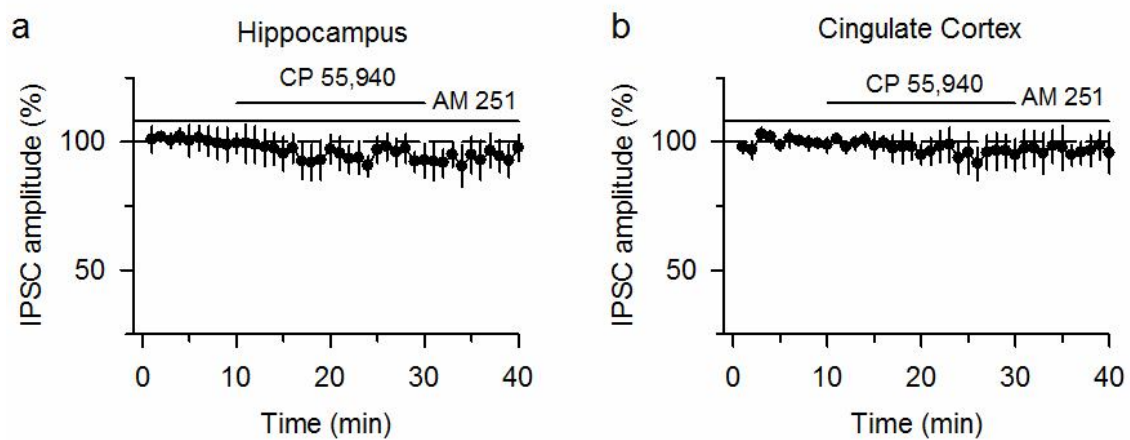 a
Hippocampus
CP 55,940
AM 251
IPSC amplitude (%)
100
50
0 10 20 30 40
Time (min)
b
Cingulate Cortex
CP 55,940
AM 251
IPSC amplitude (%)
100
50
0 10 20 30 40
Time (min)